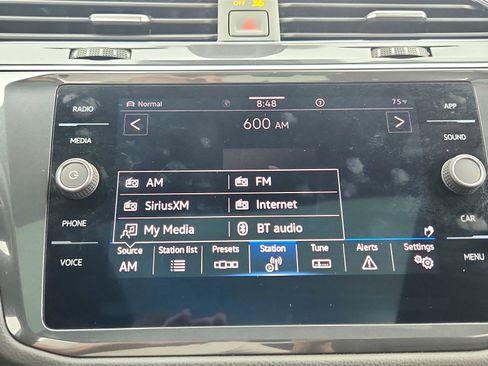 OFF
RADIO
MEDIA
PHONE
VOICE
Normal
8:48
75°F
600 AM
AM
FM
SiriusXM
Internet
My Media
BT audio
Source
AM
Station list
Presets
Station
Tune
Alerts
Settings
APP
SOUND
CAR
MENU